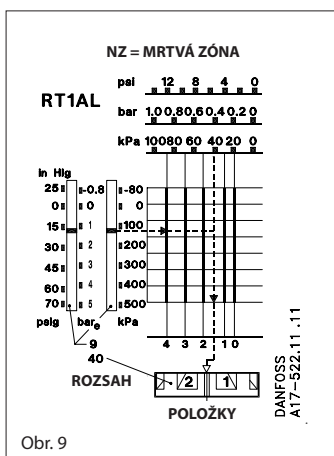 NZ = MRTVÁ ZÓNA
psi 12 8 4 0
RT1AL
bar 1.0 0.8 0.6 0.4 0.2 0
kPa 100 80 60 40 20 0
in Hg
25 -0.8 -80
0 0 0
15 1 100
30 2 200
45 3 300
60 4 400
70 5 500
psig bare kPa
4 3 2 1 0
9
40
ROZSAH
2 1
POLOŽKY
DANFOSS
A17-522.11 .11
Obr. 9